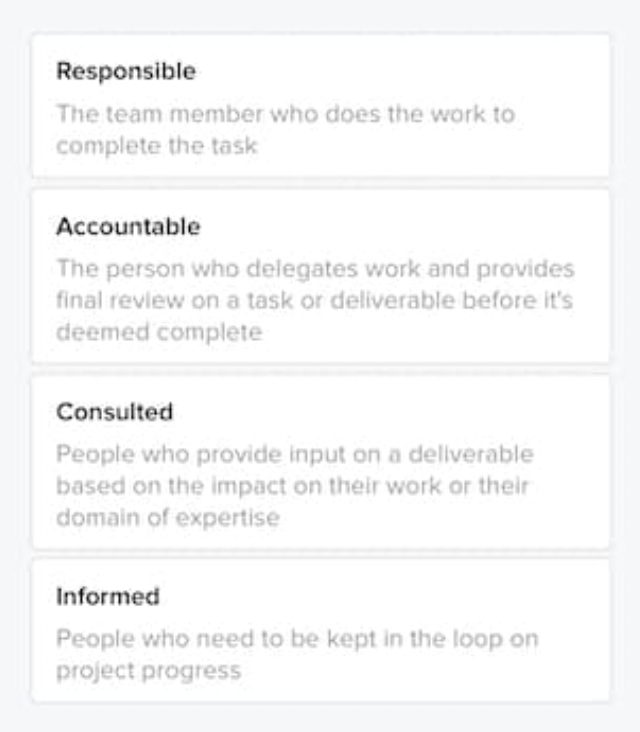 Responsible
The team member who does the work to
complete the task
Accountable
The person who delegates work and provides
final review on a task or deliverable before it's
deemed complete
Consulted
People who provide input on a deliverable
based on the impact on their work or their
domain of expertise
Informed
People who need to be kept in the loop on
project progress